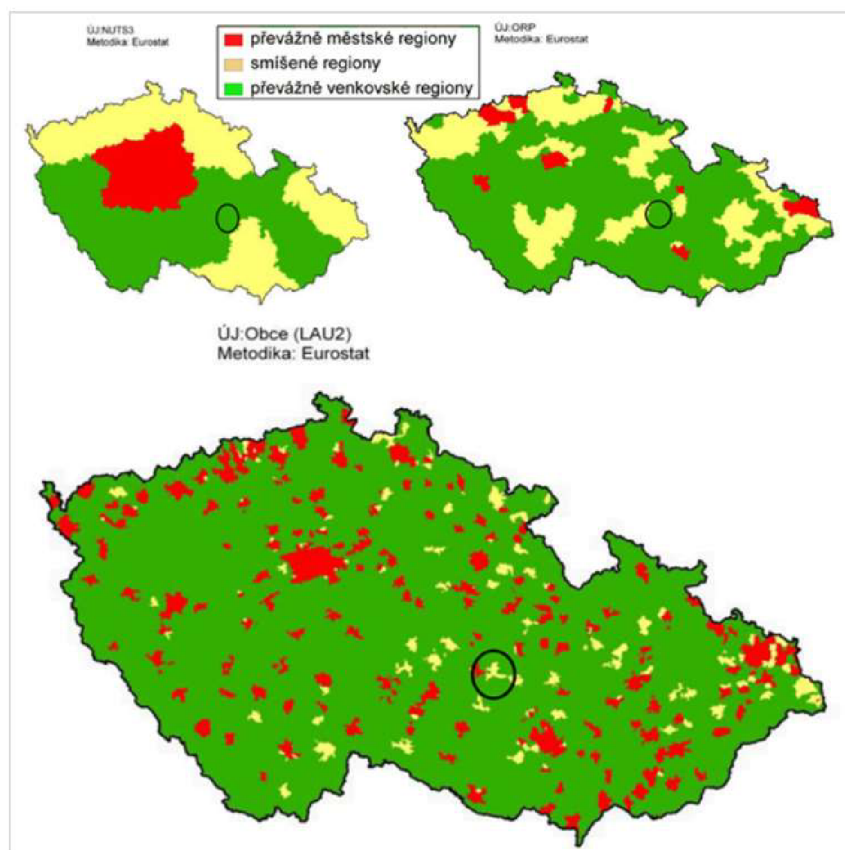 ÚJ:NUTS3
Metodika: Eurostat
převážně městské regiony
smíšené regiony
převážně venkovské regiony
ÚJ:ORP
Metodika: Eurostat
ÚJ:Obce (LAU2)
Metodika: Eurostat